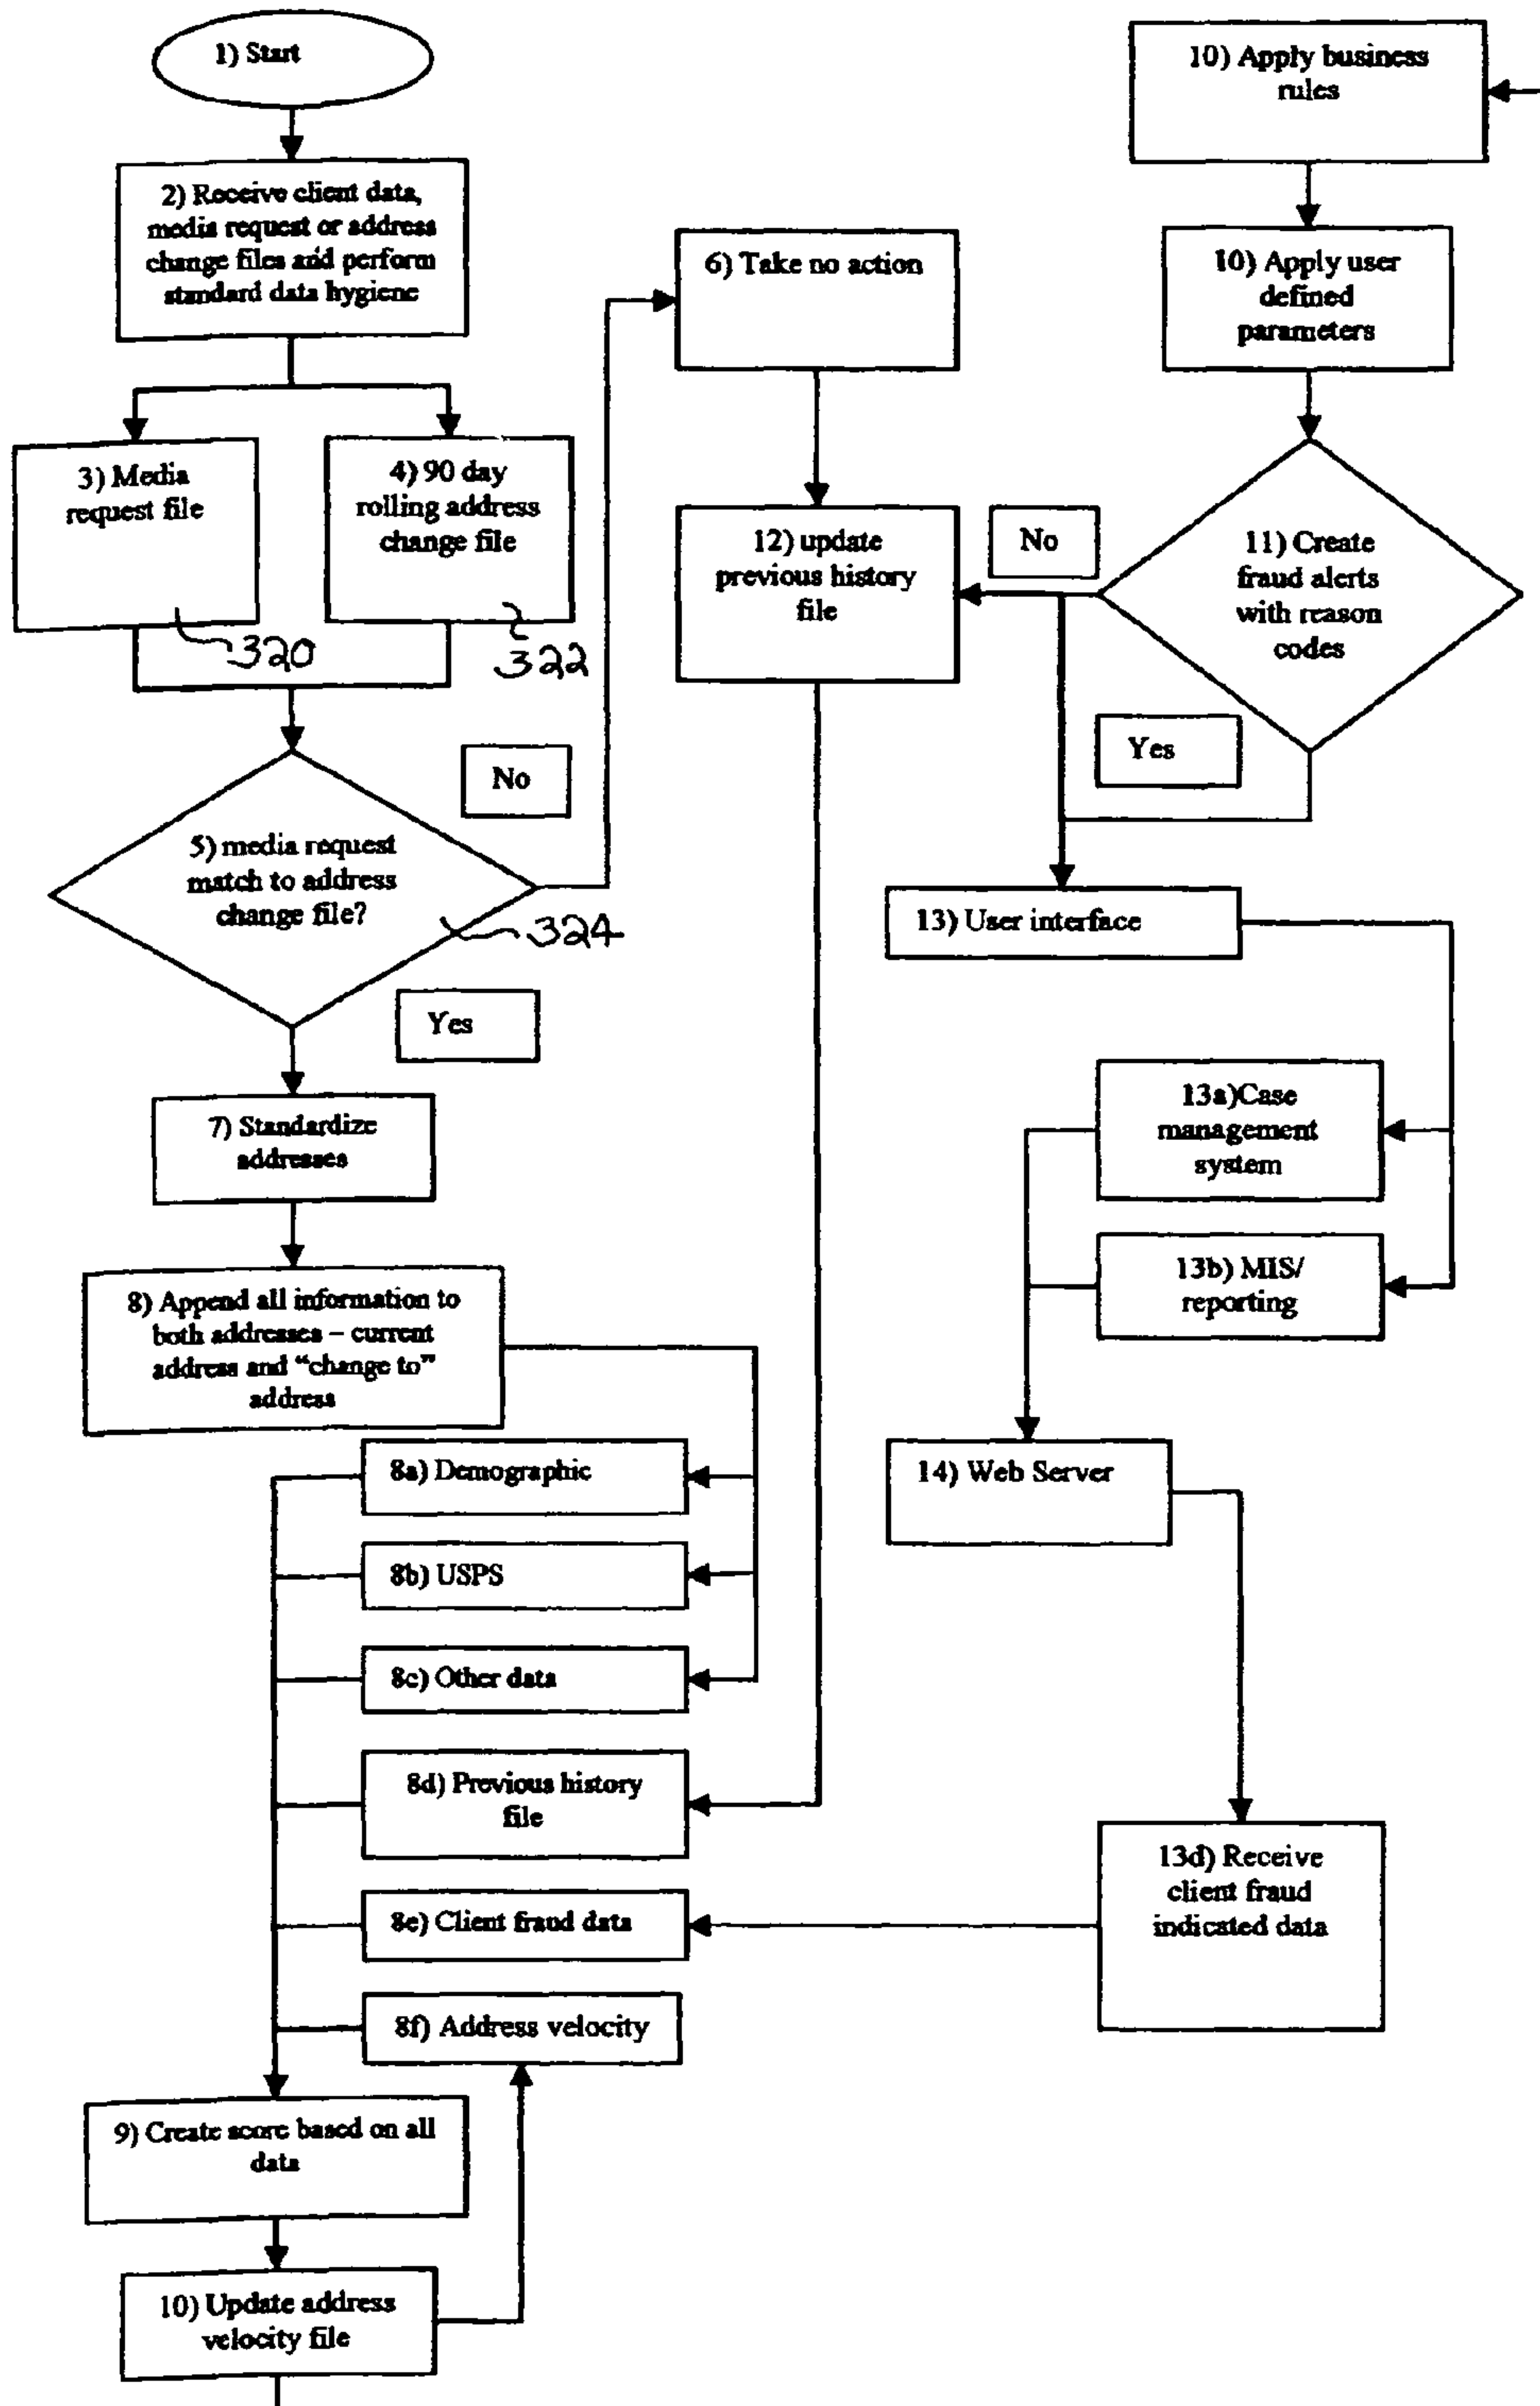 1) Start
2) Receive client data,
media request or address
change files and perform
standard data hygiene
3) Media
request file
320
4) 90 day
rolling address
change file
322
5) media request
match to address
change file?
324
No
Yes
6) Take no action
7) Standardize
addresses
8) Append all information to
both addresses – current
address and “change to”
address
8a) Demographic
8b) USPS
8c) Other data
8d) Previous history
file
8e) Client fraud data
8f) Address velocity
9) Create score based on all
data
10) Update address
velocity file
10) Apply business
rules
10) Apply user
defined
parameters
11) Create
fraud alerts
with reason
codes
No
Yes
12) update
previous history
file
13) User interface
13a)Case
management
system
13b) MIS/
reporting
14) Web Server
13d) Receive
client fraud
indicated data